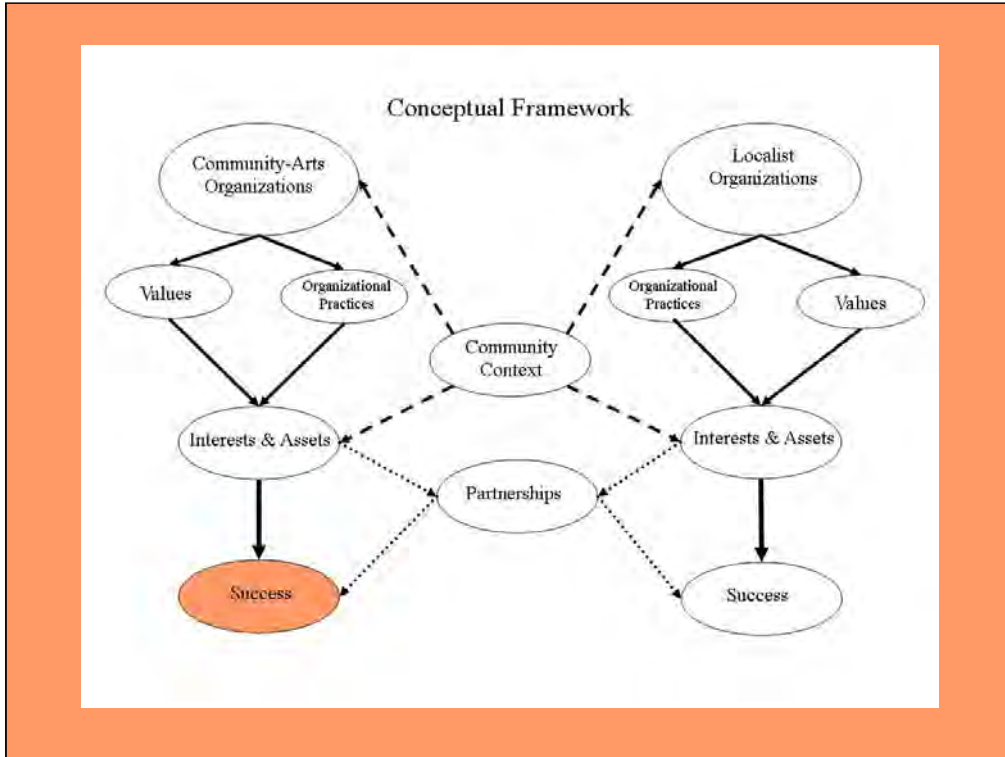 Conceptual Framework
Community-Arts
Organizations
Localist
Organizations
Values
Organizational
Practices
Organizational
Practices
Values
Community
Context
Interests & Assets
Interests & Assets
Partnerships
Success
Success